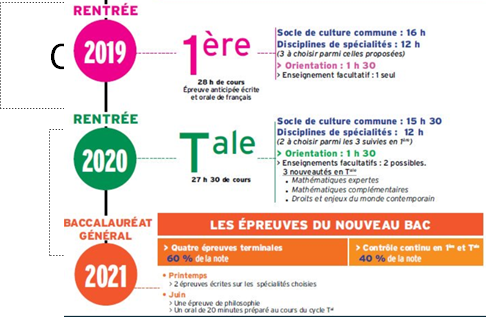 RENTRÉE
2019
1ère
28 h de cours
Épreuve anticipée écrite
et orale de français
Socle de culture commune : 16 h
Disciplines de spécialités : 12 h
(3 à choisir parmi celles proposées)
> Orientation : 1 h 30
> Enseignement facultatif : 1 seul
RENTRÉE
2020
Tale
27 h 30 de cours
Socle de culture commune : 15 h 30
Disciplines de spécialités : 12 h
(2 à choisir parmi les 3 suivies en 1ère)
> Orientation : 1 h 30
> Enseignements facultatifs : 2 possibles.
3 nouveautés en Tale
• Mathématiques expertes
• Mathématiques complémentaires
• Droits et enjeux du monde contemporain
BACCALAURÉAT
GÉNÉRAL
2021
LES ÉPREUVES DU NOUVEAU BAC
> Quatre épreuves terminales
60 % de la note
> Contrôle continu en 1ère et Tale
40 % de la note
• Printemps
> 2 épreuves écrites sur les spécialités choisies
• Juin
> Une épreuve de philosophie
> Un oral de 20 minutes préparé au cours du cycle Tal